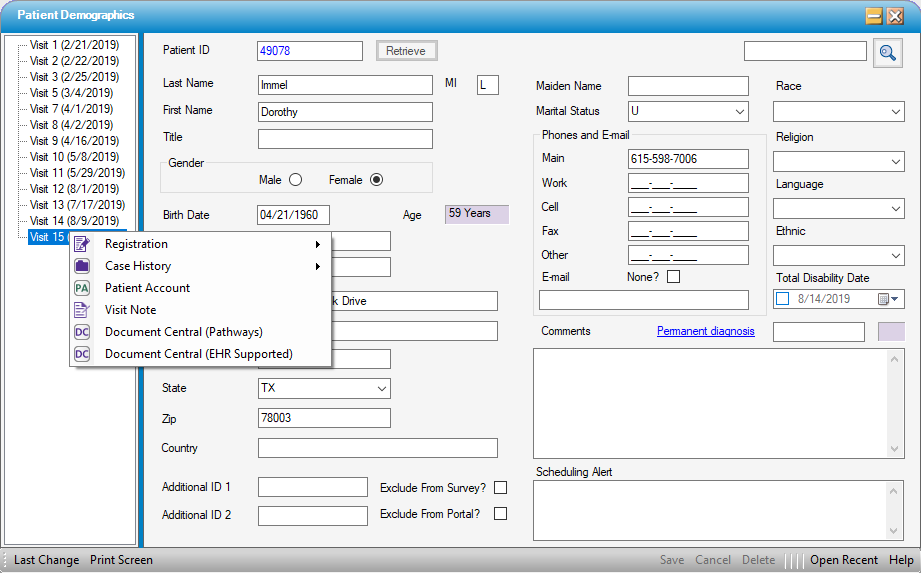 Patient Demographics
Visit 1 (2/21/2019)
Visit 2 (2/22/2019)
Visit 3 (2/25/2019)
Visit 5 (3/4/2019)
Visit 7 (4/1/2019)
Visit 8 (4/2/2019)
Visit 9 (4/16/2019)
Visit 10 (5/8/2019)
Visit 11 (5/29/2019)
Visit 12 (8/1/2019)
Visit 13 (7/17/2019)
Visit 14 (8/9/2019)
Visit 15 (
Registration
Case History
PA Patient Account
Visit Note
DC Document Central (Pathways)
DC Document Central (EHR Supported)
Patient ID 49078 Retrieve
Last Name Immel MI L
First Name Dorothy
Title
Gender
Male Female
Birth Date 04/21/1960 Age 59 Years
k Drive
State TX
Zip 78003
Country
Additional ID 1 Exclude From Survey?
Additional ID 2 Exclude From Portal?
Maiden Name
Marital Status U
Phones and E-mail
Main 615-598-7006
Work ___-___-____
Cell ___-___-____
Fax ___-___-____
Other ___-___-____
E-mail None?
Race
Religion
Language
Ethnic
Total Disability Date
8/14/2019
Comments Permanent diagnosis
Scheduling Alert
Last Change Print Screen Save Cancel Delete Open Recent Help